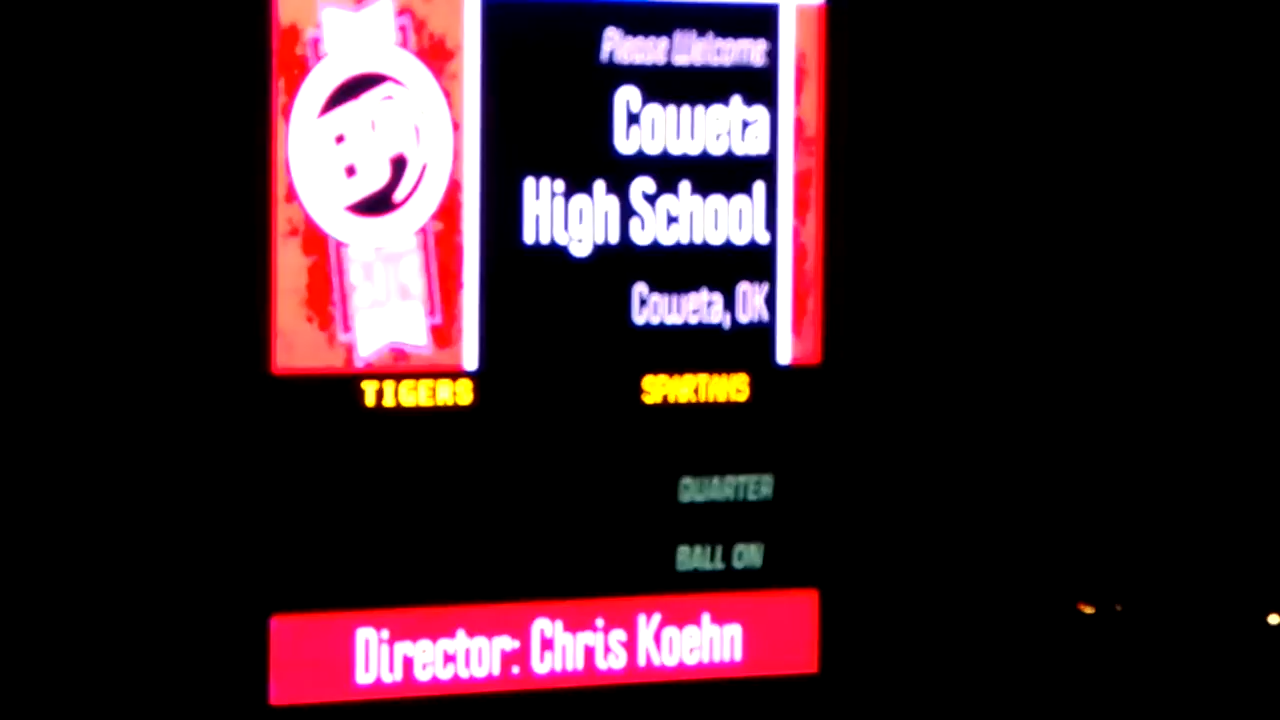 Please Welcome:
Coweta
High School
Coweta, OK
TIGERS
SPARTANS
QUARTER
BALL ON
Director: Chris Koehn